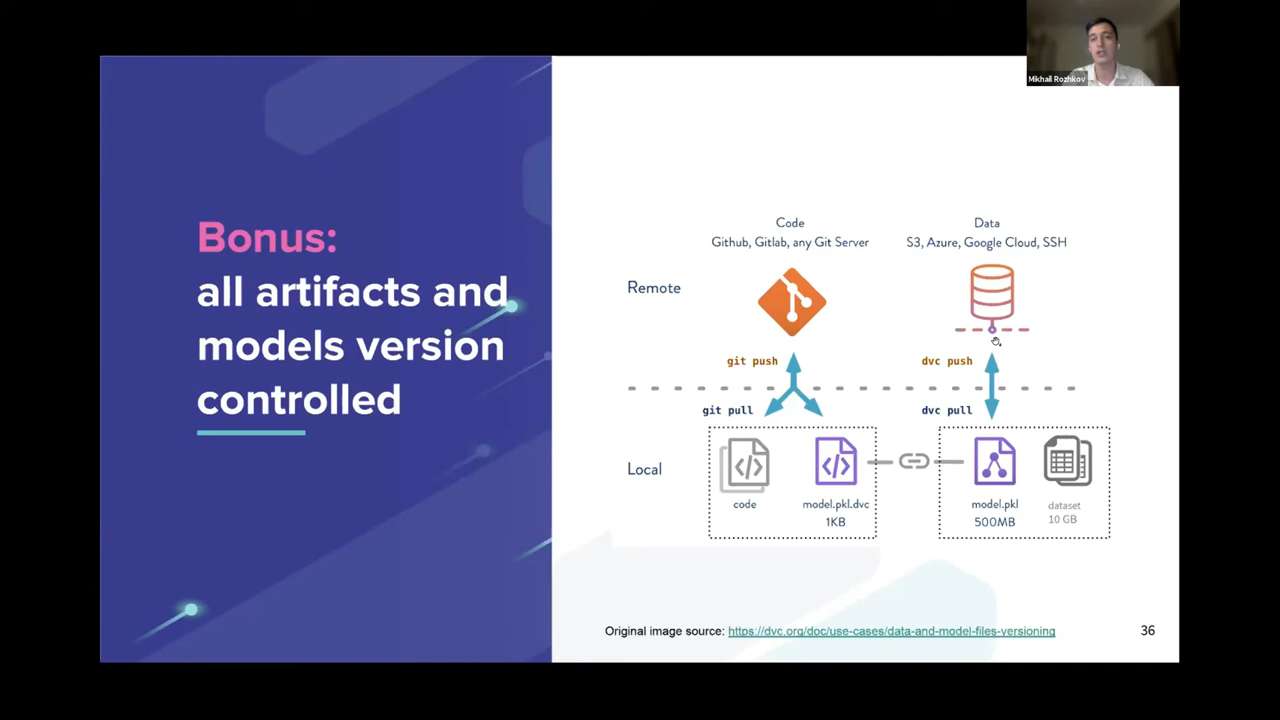 Mikhail Rozhkov
Bonus:
all artifacts and
models version
controlled
Code
Github, Gitlab, any Git Server
Data
S3, Azure, Google Cloud, SSH
Remote
git push
dvc push
git pull
dvc pull
Local
code
model.pkl.dvc
1KB
model.pkl
500MB
dataset
10 GB
Original image source: https://dvc.org/doc/use-cases/data-and-model-files-versioning
36